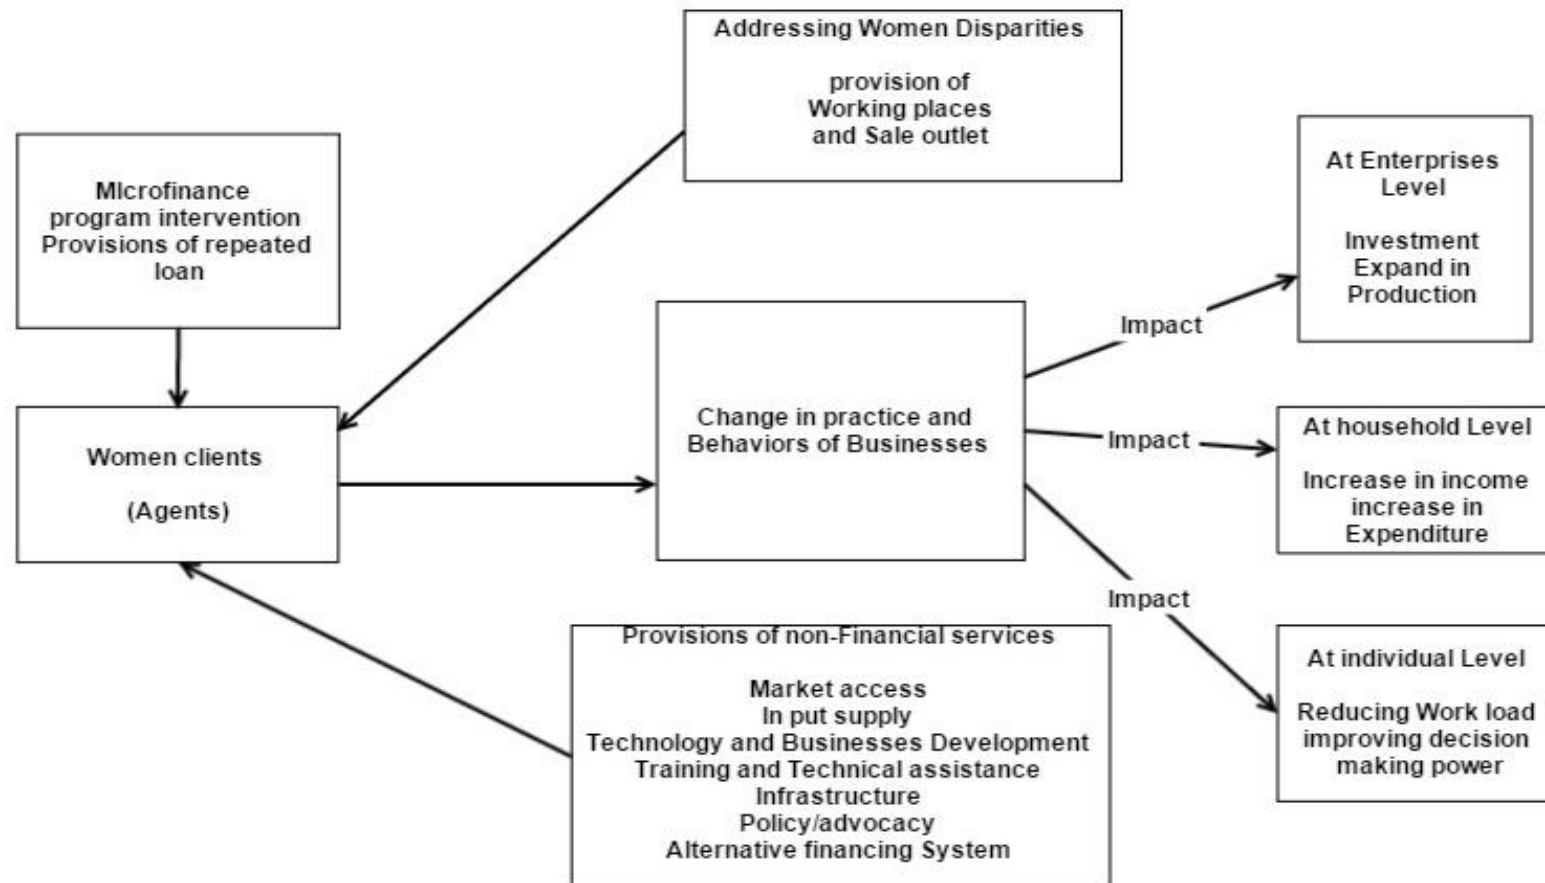 Addressing Women Disparities
provision of
Working places
and Sale outlet
MIcrofinance
program intervention
Provisions of repeated
loan
At Enterprises
Level
Investment
Expand in
Production
Impact
Women clients
(Agents)
Change in practice and
Behaviors of Businesses
Impact
At household Level
Increase in income
increase in
Expenditure
Impact
Provisions of non-Financial services
Market access
In put supply
Technology and Businesses Development
Training and Technical assistance
Infrastructure
Policy/advocacy
Alternative financing System
At individual Level
Reducing Work load
improving decision
making power